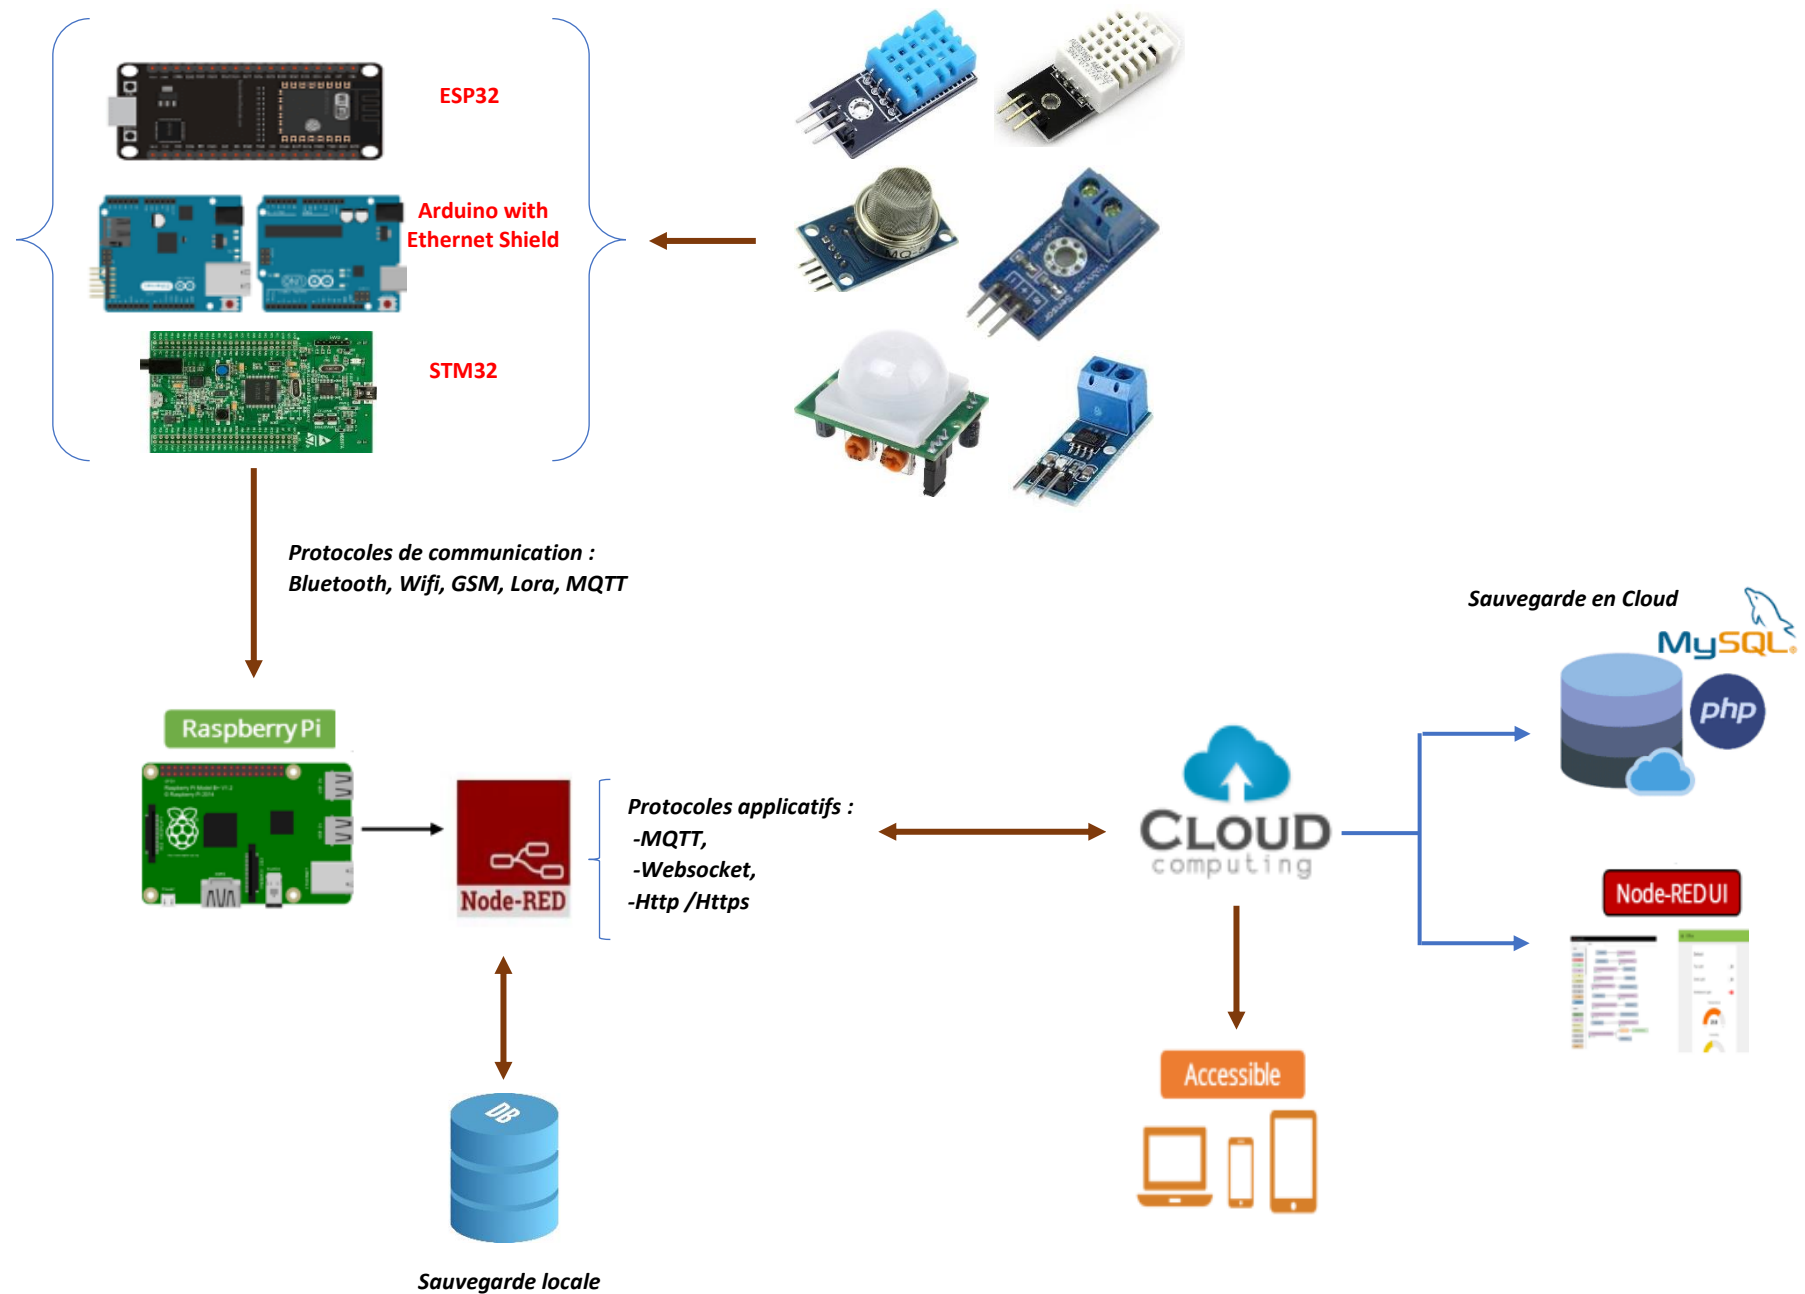 ESP32
Arduino with
Ethernet Shield
STM32
Protocoles de communication :
Bluetooth, Wifi, GSM, Lora, MQTT
Sauvegarde en Cloud
MySQL
php
Raspberry Pi
Node-RED
Protocoles applicatifs :
-MQTT,
-Websocket,
-Http /Https
CLOUD
computing
Node-RED UI
Accessible
DB
Sauvegarde locale